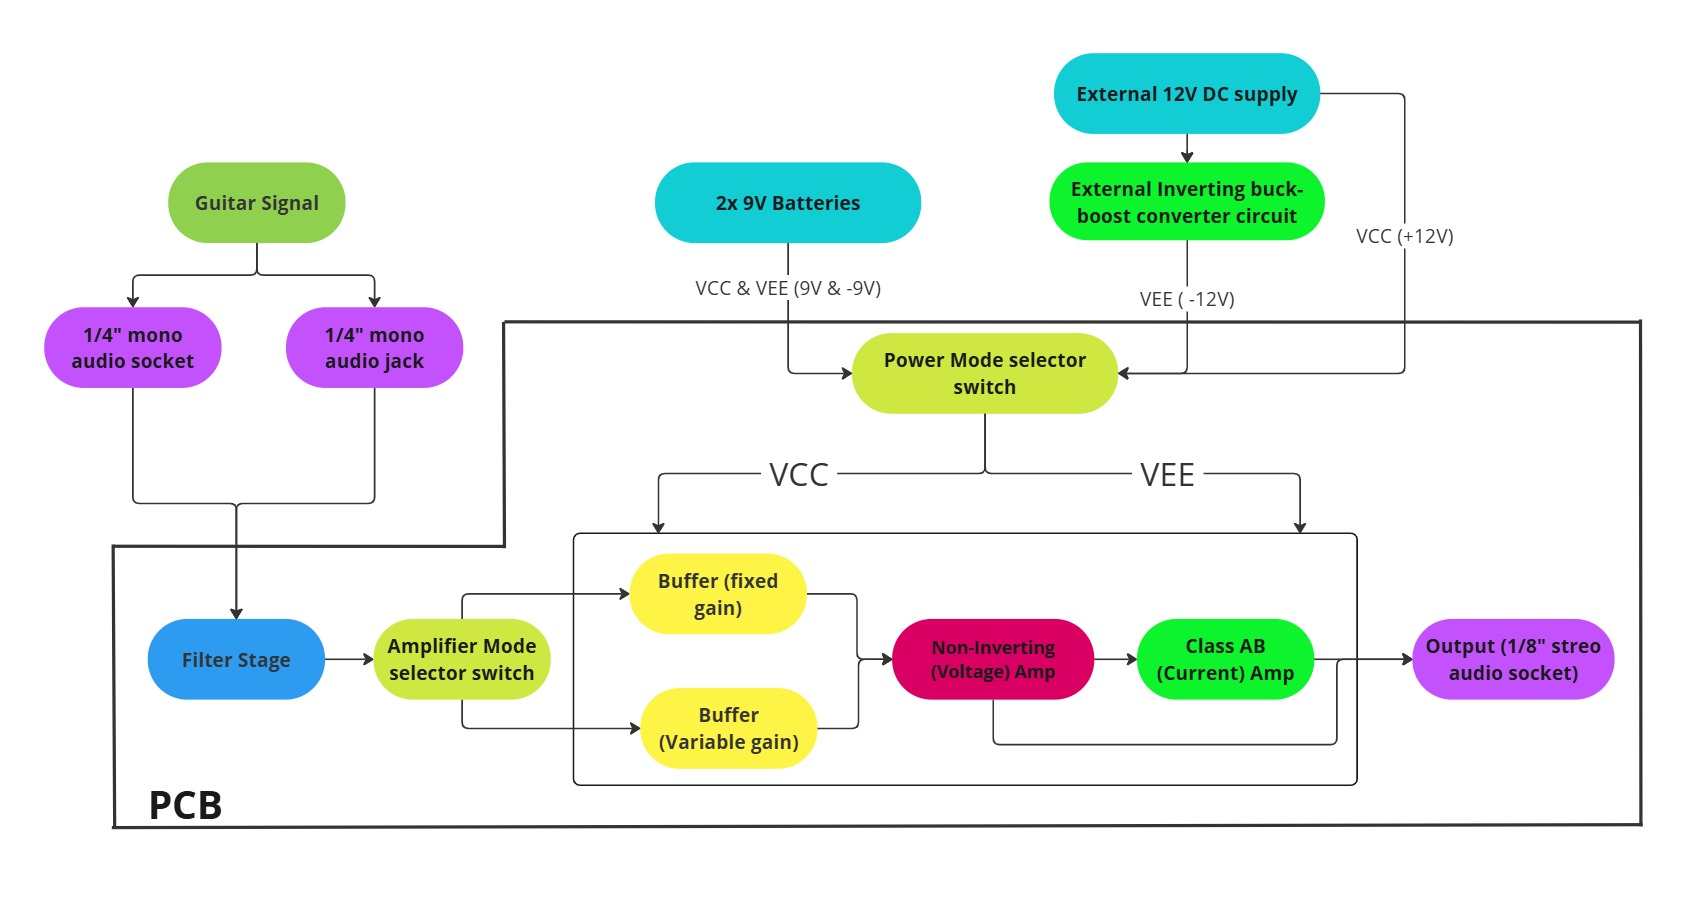 External 12V DC supply
Guitar Signal
2x 9V Batteries
External Inverting buck-
boost converter circuit
VCC (+12V)
VCC & VEE (9V & -9V)
VEE ( -12V)
1/4" mono
audio socket
1/4" mono
audio jack
Power Mode selector
switch
VCC
VEE
Buffer (fixed
gain)
Filter Stage
Amplifier Mode
selector switch
Non-Inverting
(Voltage) Amp
Class AB
(Current) Amp
Output (1/8" streo
audio socket)
Buffer
(Variable gain)
PCB